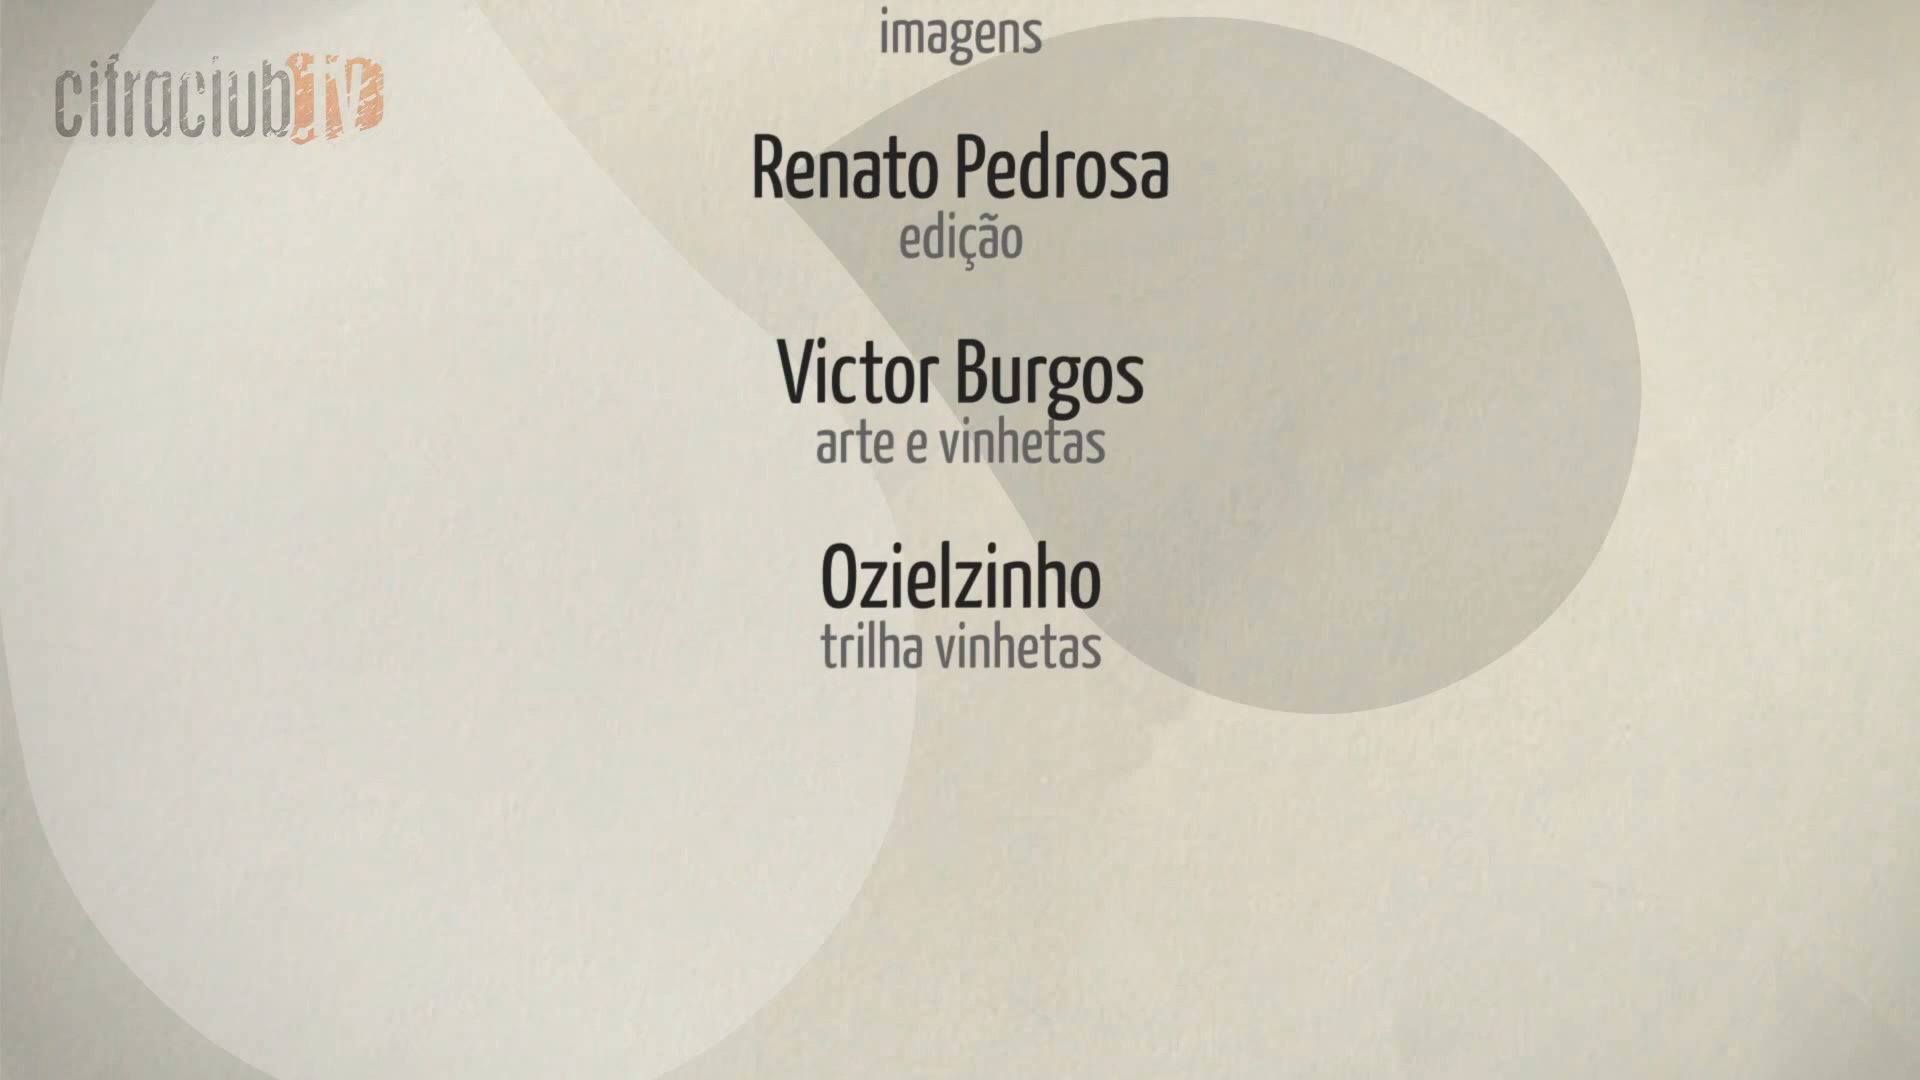 imagens
cifraclubTV
Renato Pedrosa
edição
Victor Burgos
arte e vinhetas
Ozielzinho
trilha vinhetas